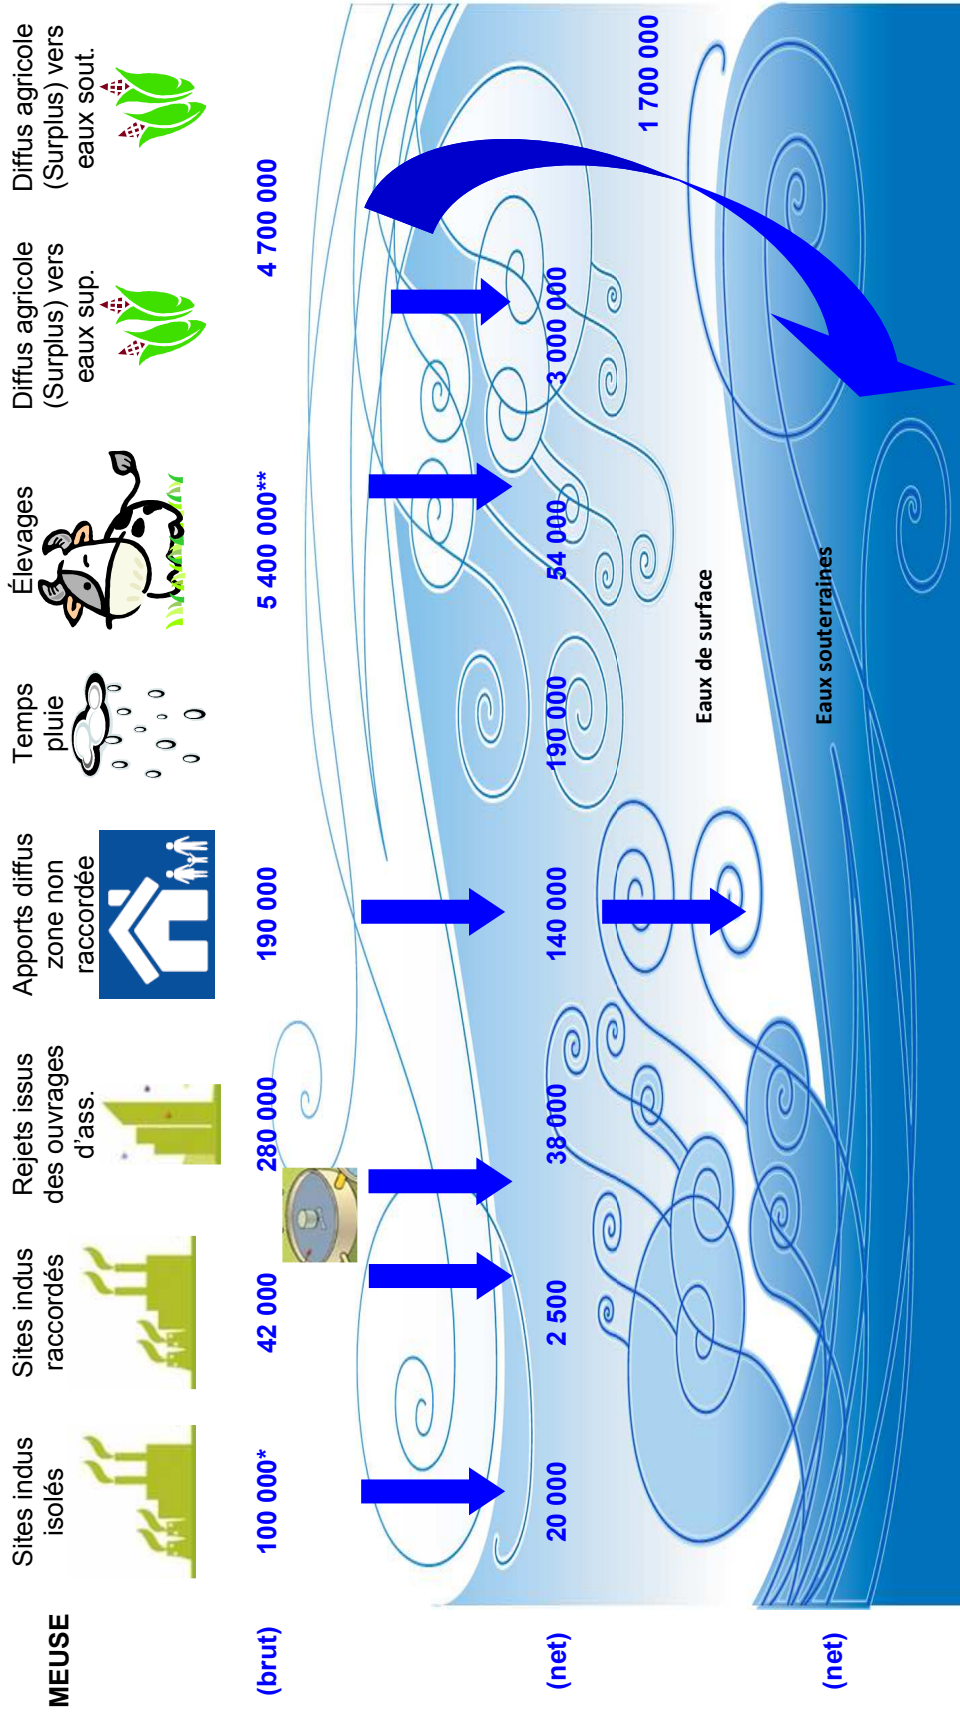 MEUSE
Sites indus
isolés
Sites indus
raccordés
Rejets issus
des ouvrages
d'ass.
Apports diffus
zone non
raccordée
Temps
pluie
Élevages
Diffus agricole
(Surplus) vers
eaux sup.
Diffus agricole
(Surplus) vers
eaux sout.
(brut)
100 000*
42 000
280 000
190 000
5 400 000**
4 700 000
(net)
20 000
2 500
38 000
140 000
190 000
54 000
3 000 000
1 700 000
Eaux de surface
(net)
Eaux souterraines